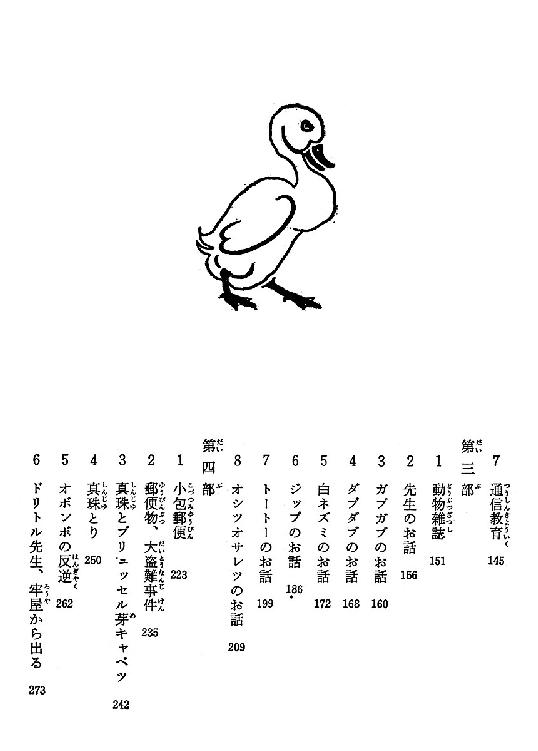 7 通信教育 145
第三部
1 動物雑誌 151
2 先生のお話 156
3 ガブガブのお話 160
4 ダブダブのお話 168
5 白ネズミのお話 172
6 ジップのお話 186
7 トートーのお話 199
8 オシツオサレツのお話 209
第四部
1 小包郵便 223
2 郵便物、大盗難事件 235
3 真珠とブリュッセル芽キャベツ 242
4 真珠とり 250
5 オボンボの反逆 262
6 ドリトル先生、牢屋から出る 273